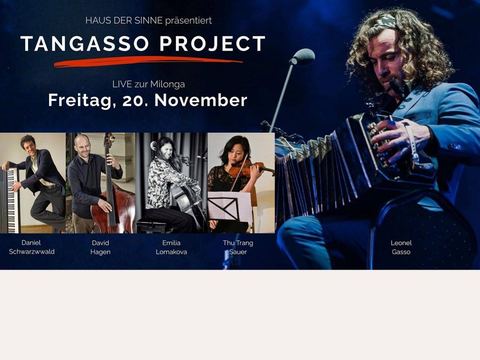 HAUS DER SINNE präsentiert
TANGASSO PROJECT
LIVE zur Milonga
Freitag, 20. November
Daniel
Schwarzwwald
David
Hagen
Emilia
Lomakova
Thu Trang
Sauer
Leonel
Gasso